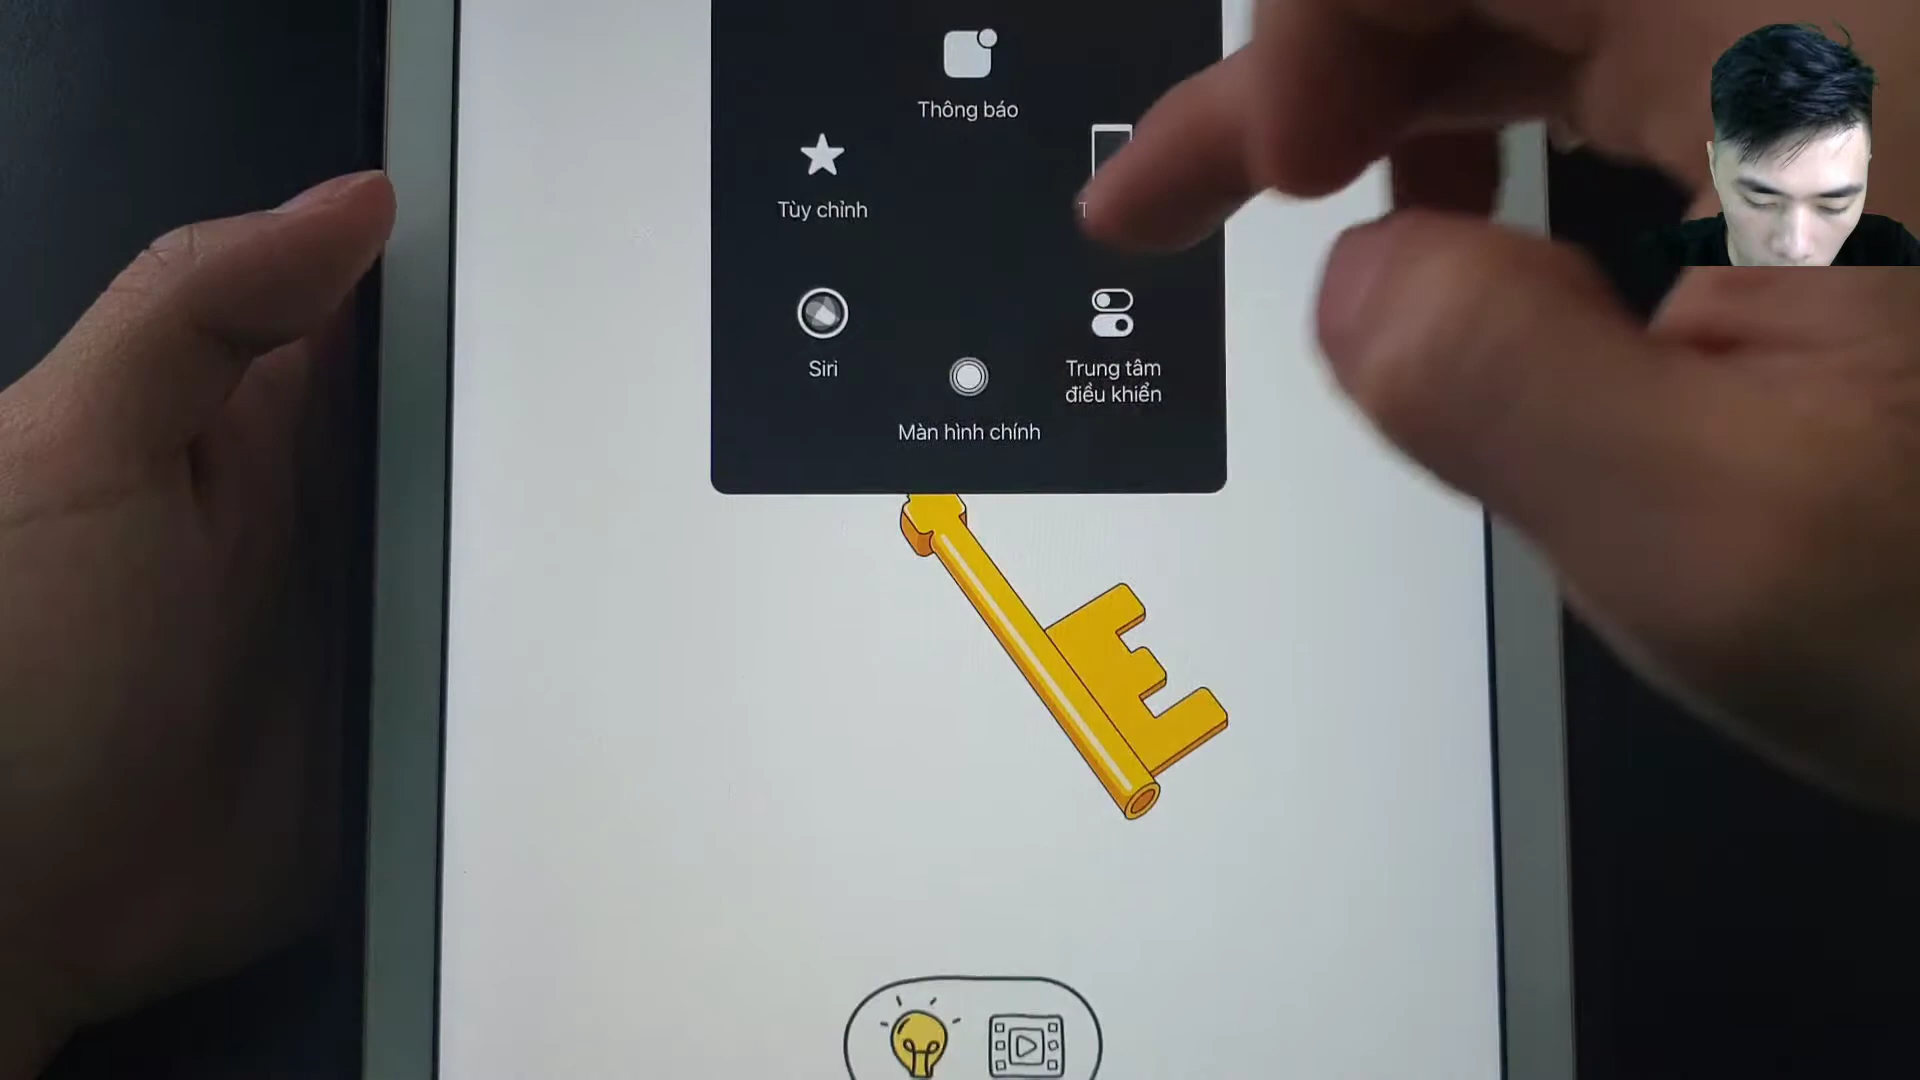 Thông báo
Tùy chỉnh
Siri
Trung tâm
điều khiển
Màn hình chính